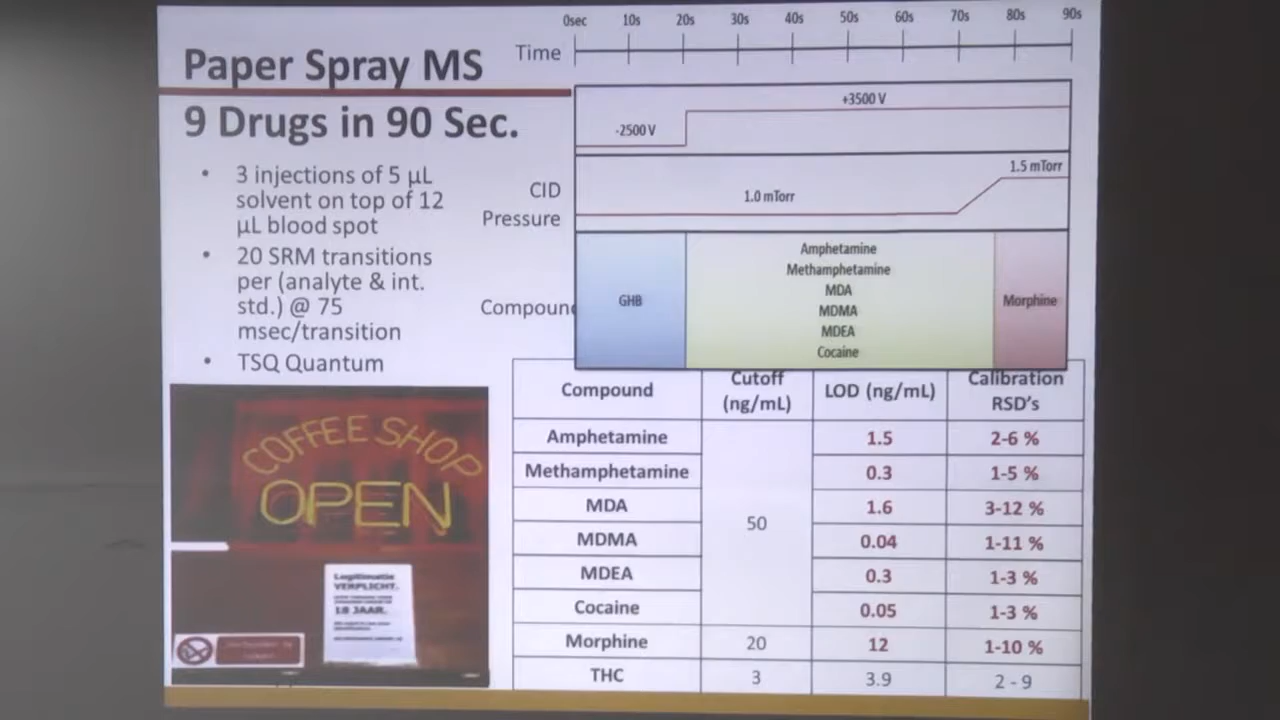 Paper Spray MS
9 Drugs in 90 Sec.
• 3 injections of 5 µL
solvent on top of 12
µL blood spot
• 20 SRM transitions
per (analyte & int.
std.) @ 75
msec/transition
• TSQ Quantum
0sec 10s 20s 30s 40s 50s 60s 70s 80s 90s
Time
-2500 V +3500 V
CID
Pressure
1.0 mTorr 1.5 mTorr
Compoun
GHB
Amphetamine
Methamphetamine
MDA
MDMA
MDEA
Cocaine
Morphine
Compound Cutoff (ng/mL) LOD (ng/mL) Calibration RSD's
Amphetamine 50 1.5 2-6 %
Methamphetamine 0.3 1-5 %
MDA 1.6 3-12 %
MDMA 0.04 1-11 %
MDEA 0.3 1-3 %
Cocaine 0.05 1-3 %
Morphine 20 12 1-10 %
THC 3 3.9 2 - 9
COFFEE SHOP
OPEN
Legitimatie
VERPLICHT.
18 JAAR.